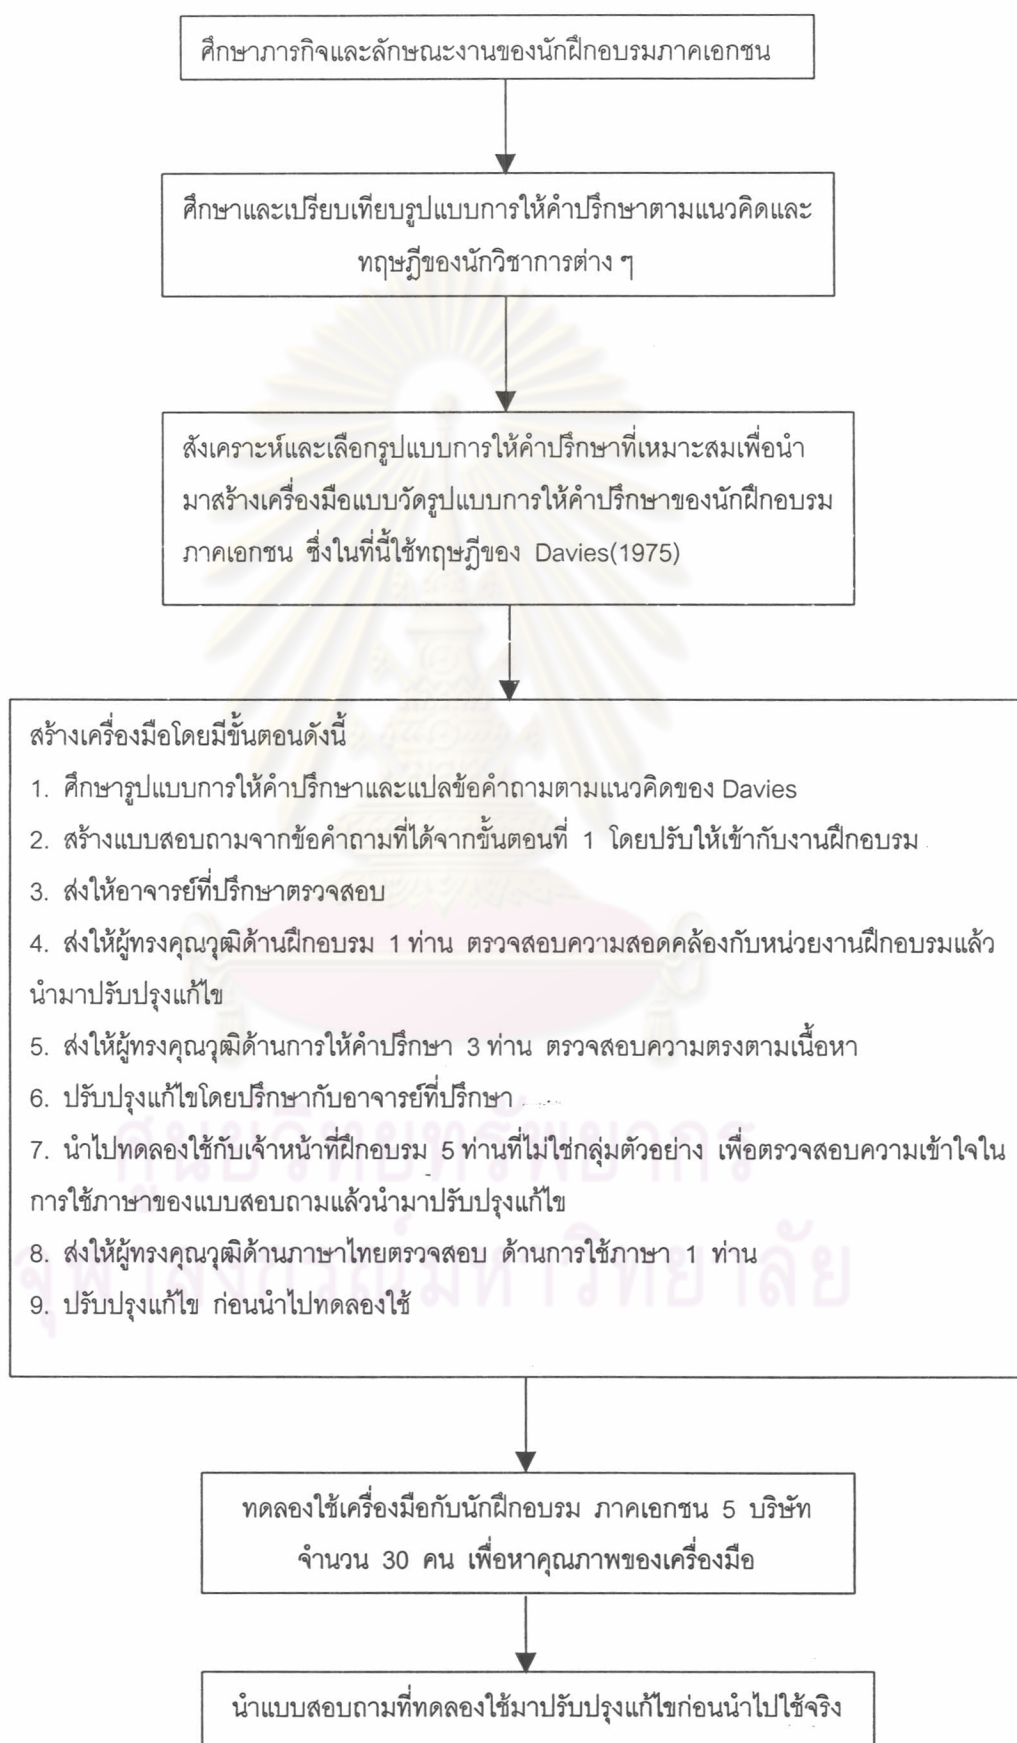 ศึกษาภารกิจและลักษณะงานของนักฝึกอบรมภาคเอกชน
ศึกษาและเปรียบเทียบรูปแบบการให้คำปรึกษาตามแนวคิดและ
ทฤษฎีของนักวิชาการต่าง ๆ
สังเคราะห์และเลือกรูปแบบการให้คำปรึกษาที่เหมาะสมเพื่อนำ
มาสร้างเครื่องมือแบบวัดรูปแบบการให้คำปรึกษาของนักฝึกอบรม
ภาคเอกชน ซึ่งในที่นี้ใช้ทฤษฎีของ Davies(1975)
สร้างเครื่องมือโดยมีขั้นตอนดังนี้
1. ศึกษารูปแบบการให้คำปรึกษาและแปลข้อคำถามตามแนวคิดของ Davies
2. สร้างแบบสอบถามจากข้อคำถามที่ได้จากขั้นตอนที่ 1 โดยปรับให้เข้ากับงานฝึกอบรม
3. ส่งให้อาจารย์ที่ปรึกษาตรวจสอบ
4. ส่งให้ผู้ทรงคุณวุฒิด้านฝึกอบรม 1 ท่าน ตรวจสอบความสอดคล้องกับหน่วยงานฝึกอบรมแล้ว
นำมาปรับปรุงแก้ไข
5. ส่งให้ผู้ทรงคุณวุฒิด้านการให้คำปรึกษา 3 ท่าน ตรวจสอบความตรงตามเนื้อหา
6. ปรับปรุงแก้ไขโดยปรึกษากับอาจารย์ที่ปรึกษา
7. นำไปทดลองใช้กับเจ้าหน้าที่ฝึกอบรม 5 ท่านที่ไม่ใช่กลุ่มตัวอย่าง เพื่อตรวจสอบความเข้าใจใน
การใช้ภาษาของแบบสอบถามแล้วนำมาปรับปรุงแก้ไข
8. ส่งให้ผู้ทรงคุณวุฒิด้านภาษาไทยตรวจสอบ ด้านการใช้ภาษา 1 ท่าน
9. ปรับปรุงแก้ไข ก่อนนำไปทดลองใช้
ศูนย์วิทยทรัพยากร
จุฬาลงกรณ์มหาวิทยาลัย
ทดลองใช้เครื่องมือกับนักฝึกอบรม ภาคเอกชน 5 บริษัท
จำนวน 30 คน เพื่อหาคุณภาพของเครื่องมือ
นำแบบสอบถามที่ทดลองใช้มาปรับปรุงแก้ไขก่อนนำไปใช้จริง